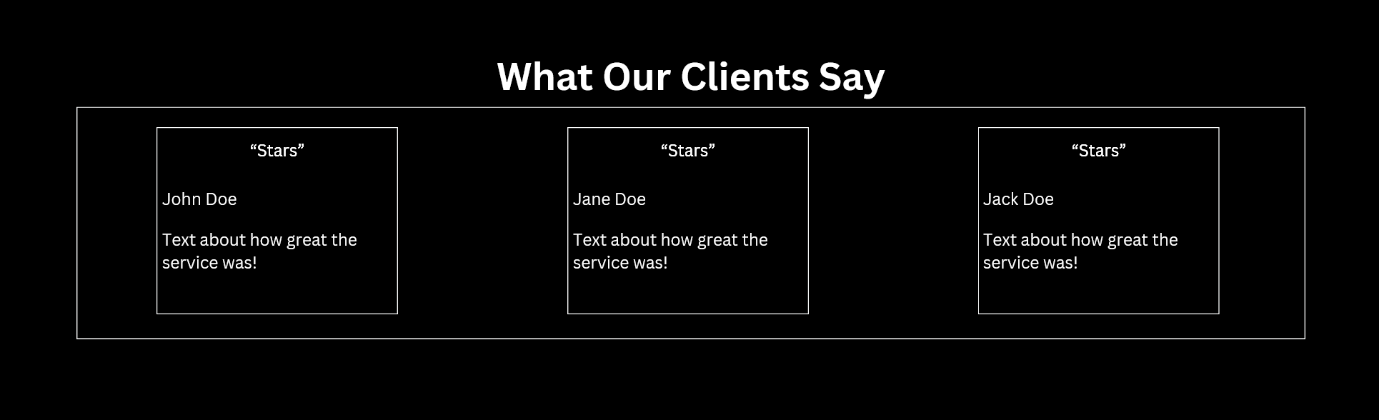 What Our Clients Say
“Stars”
John Doe
Text about how great the
service was!
“Stars”
Jane Doe
Text about how great the
service was!
“Stars”
Jack Doe
Text about how great the
service was!